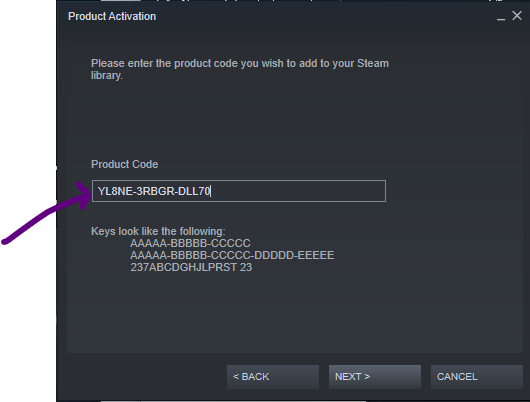 Product Activation
Please enter the product code you wish to add to your Steam
library.
Product Code
YL8NE-3RBGR-DLL70
Keys look like the following:
AAAAA-BBBBB-CCCCC
AAAAA-BBBBB-CCCCC-DDDDD-EEEEE
237ABCDGHJLPRST 23
< BACK
NEXT >
CANCEL